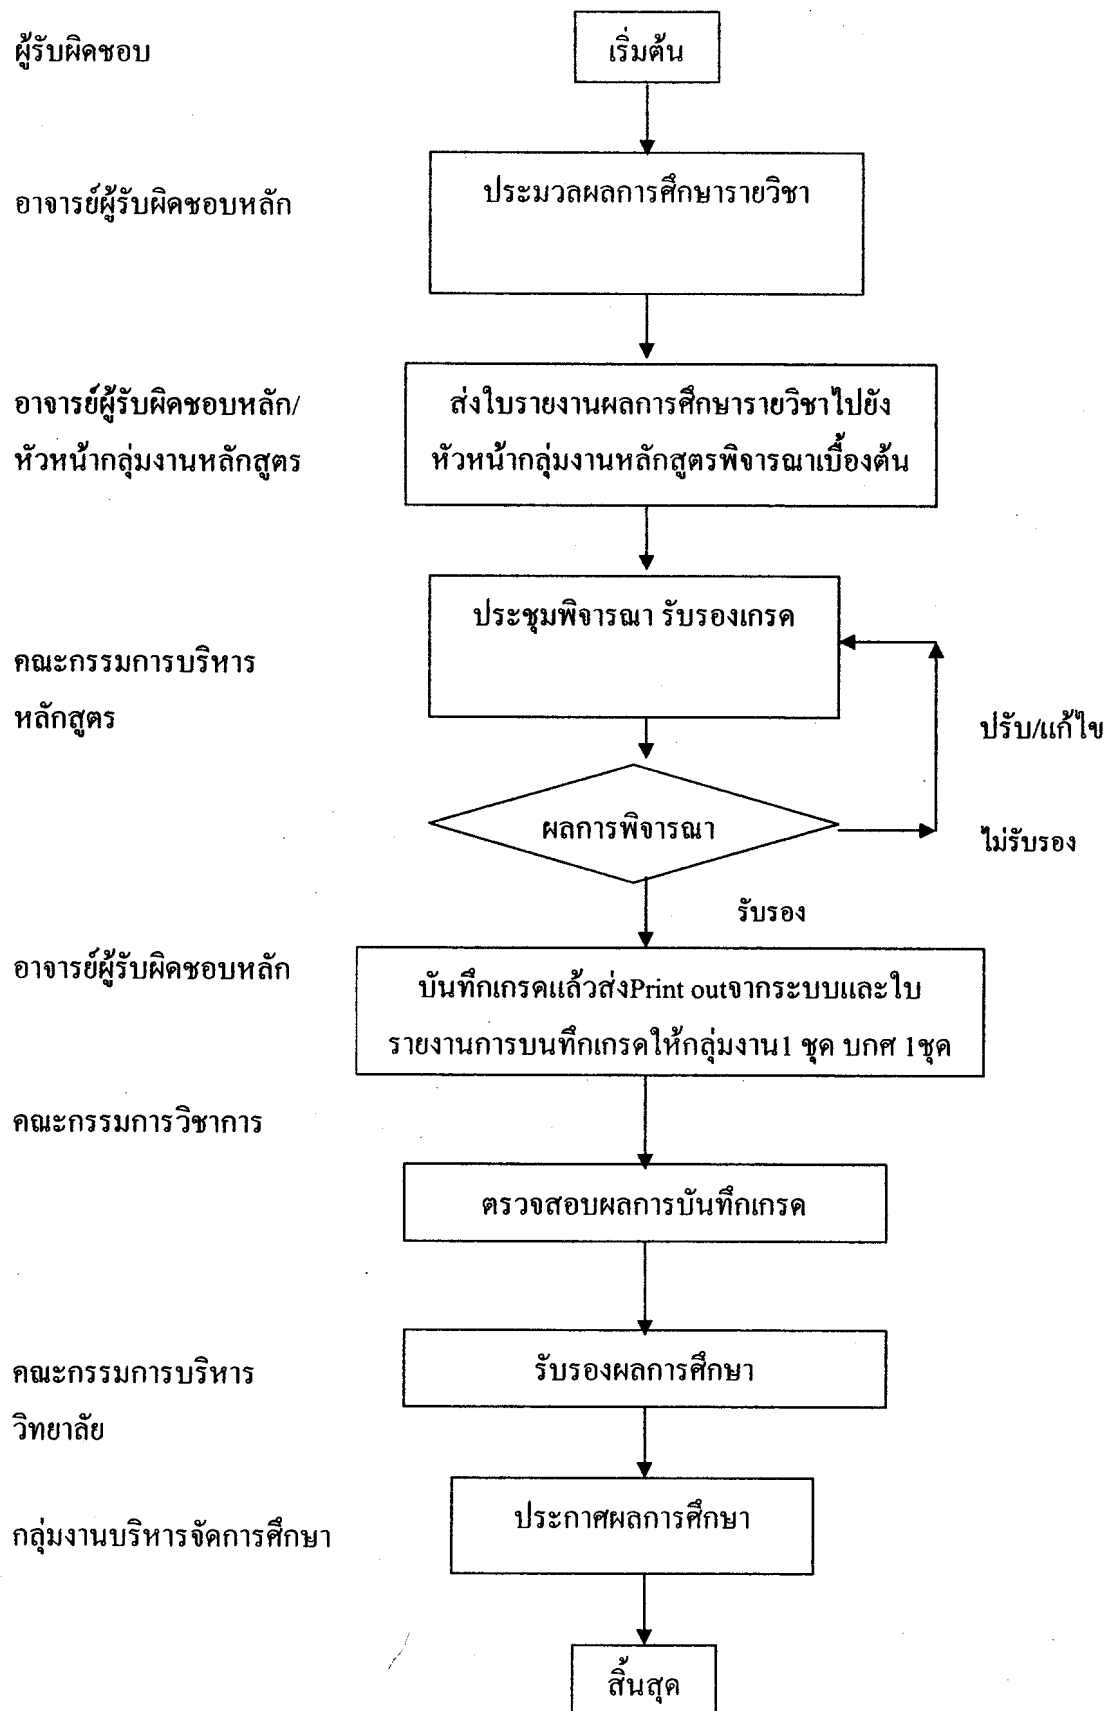 ผู้รับผิดชอบ
เริ่มต้น
อาจารย์ผู้รับผิดชอบหลัก
ประมวลผลการศึกษารายวิชา
อาจารย์ผู้รับผิดชอบหลัก/
หัวหน้ากลุ่มงานหลักสูตร
ส่งใบรายงานผลการศึกษารายวิชาไปยัง
หัวหน้ากลุ่มงานหลักสูตรพิจารณาเบื้องต้น
คณะกรรมการบริหาร
หลักสูตร
ประชุมพิจารณา รับรองเกรด
ปรับ/แก้ไข
ผลการพิจารณา
ไม่รับรอง
รับรอง
อาจารย์ผู้รับผิดชอบหลัก
บันทึกเกรดแล้วส่งPrint outจากระบบและใบ
รายงานการบนทึกเกรดให้กลุ่มงาน1 ชุด บกศ 1ชุด
คณะกรรมการวิชาการ
ตรวจสอบผลการบันทึกเกรด
คณะกรรมการบริหาร
วิทยาลัย
รับรองผลการศึกษา
กลุ่มงานบริหารจัดการศึกษา
ประกาศผลการศึกษา
สิ้นสุด